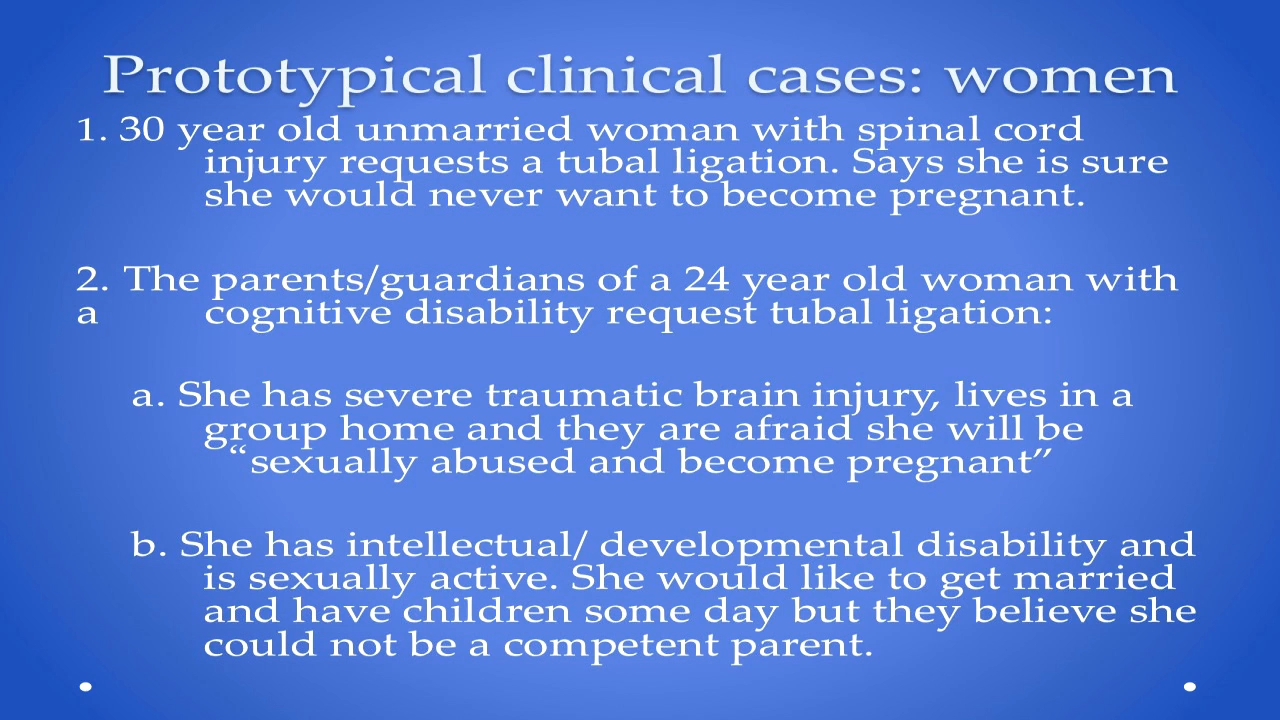 Prototypical clinical cases: women
1. 30 year old unmarried woman with spinal cord
injury requests a tubal ligation. Says she is sure
she would never want to become pregnant.
2. The parents/guardians of a 24 year old woman with
a cognitive disability request tubal ligation:
a. She has severe traumatic brain injury, lives in a
group home and they are afraid she will be
“sexually abused and become pregnant”
b. She has intellectual/ developmental disability and
is sexually active. She would like to get married
and have children some day but they believe she
could not be a competent parent.